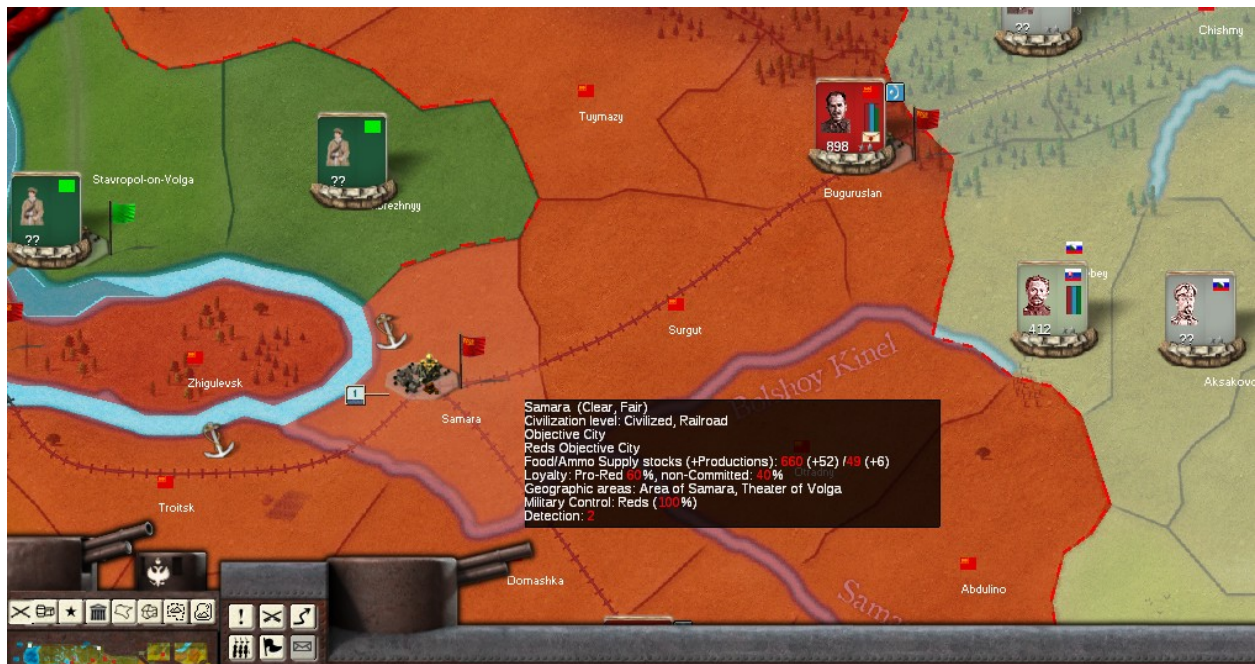 ??
Chishmy
Tuymazy
898
Stavropol-on-Volga
??
Buguruslan
??
412
??
Surgut
Bolshoy Kinel
Aksakovo
Zhigulevsk
1
Samara
Samara (Clear, Fair)
Civilization level: Civilized, Railroad
Objective City
Reds Objective City
Food/Ammo Supply stocks (+Productions): 660 (+52) /49 (+6)
Loyalty: Pro-Red 60%, non-Committed: 40%
Geographic areas: Area of Samara, Theater of Volga
Military Control: Reds (100%)
Detection: 2
Troitsk
Domashka
Abdulino
Sama